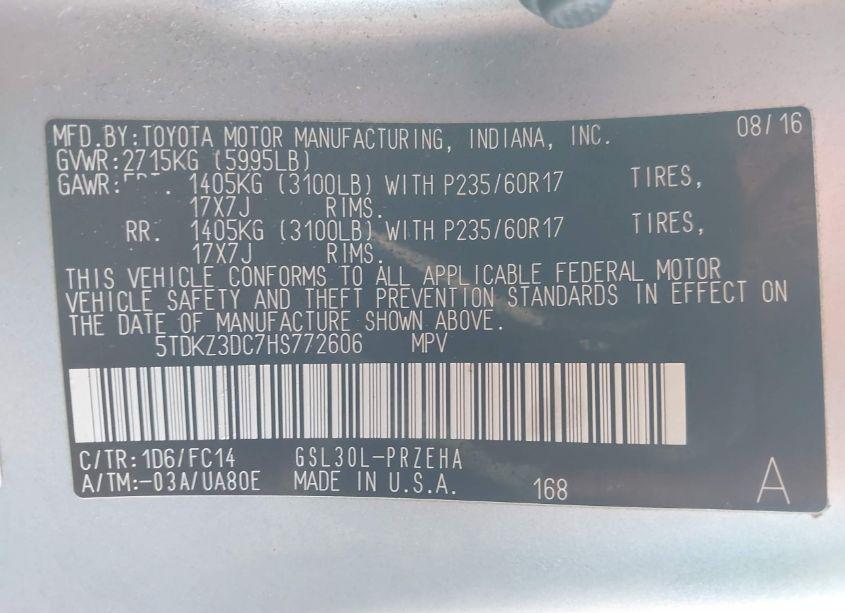 MFD.BY:TOYOTA MOTOR MANUFACTURING, INDIANA, INC. 08/16
GVWR:2715KG (5995LB)
GAWR: 1405KG (3100LB) WITH P235/60R17 TIRES,
17X7J RIMS.
RR. 1405KG (3100LB) WITH P235/60R17 TIRES,
17X7J RIMS.
THIS VEHICLE CONFORMS TO ALL APPLICABLE FEDERAL MOTOR
VEHICLE SAFETY AND THEFT PREVENTION STANDARDS IN EFFECT ON
THE DATE OF MANUFACTURE SHOWN ABOVE.
5TDKZ3DC7HS772606 MPV
C/TR:1D6/FC14 GSL30L-PRZEHA
A/TM:-03A/UA80E MADE IN U.S.A. 168 A